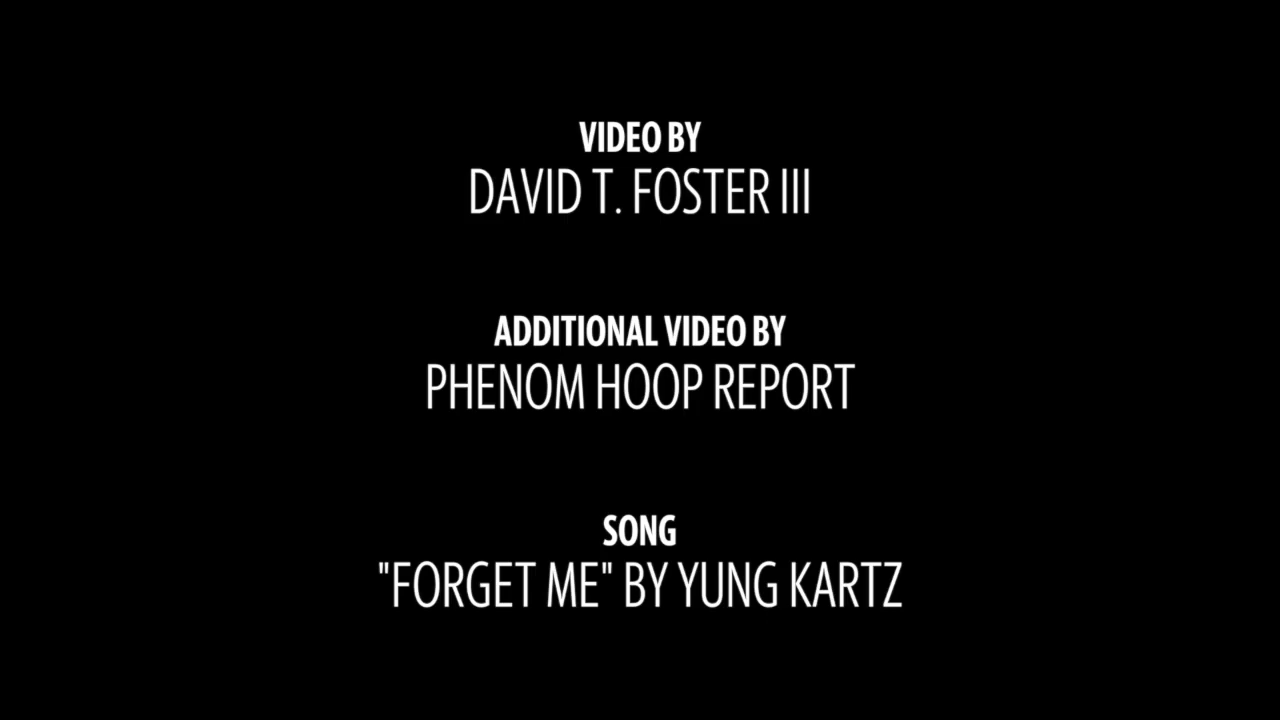 VIDEO BY
DAVID T. FOSTER III
ADDITIONAL VIDEO BY
PHENOM HOOP REPORT
SONG
"FORGET ME" BY YUNG KARTZ